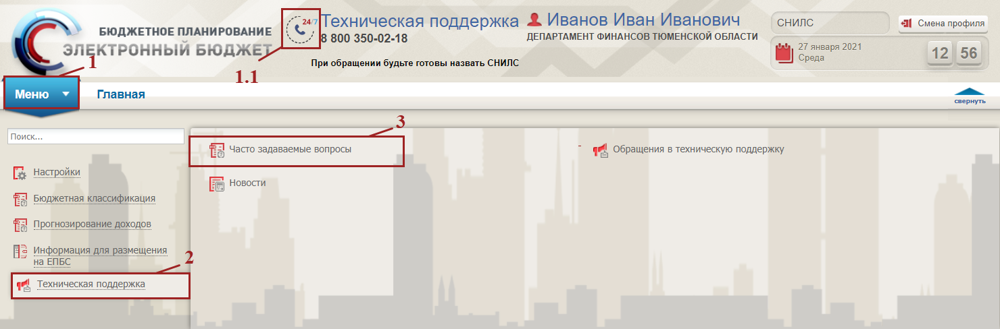 БЮДЖЕТНОЕ ПЛАНИРОВАНИЕ
ЭЛЕКТРОННЫЙ БЮДЖЕТ
24/7
Техническая поддержка
8 800 350-02-18
При обращении будьте готовы назвать СНИЛС
Иванов Иван Иванович
ДЕПАРТАМЕНТ ФИНАНСОВ ТЮМЕНСКОЙ ОБЛАСТИ
СНИЛС
Смена профиля
27 января 2021
Среда
12 56
1
1.1
Меню
Главная
свернуть
Поиск...
Настройки
Бюджетная классификация
Прогнозирование доходов
Информация для размещения
на ЕПБС
2
Техническая поддержка
3
Часто задаваемые вопросы
Обращения в техническую поддержку
Новости